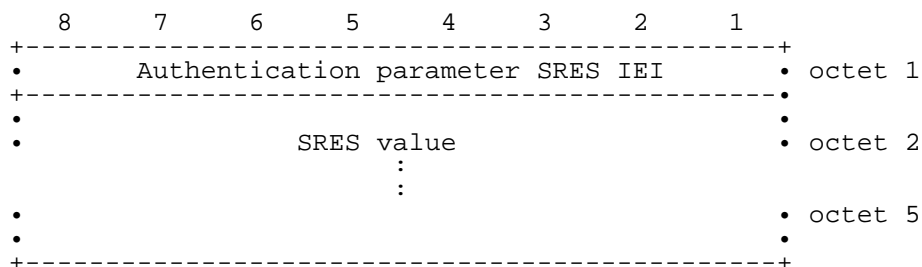 8 7 6 5 4 3 2 1
+-----------------------------------------------+
• Authentication parameter SRES IEI • octet 1
+-----------------------------------------------•
• •
• SRES value • octet 2
:
:
• • octet 5
• •
+-----------------------------------------------+